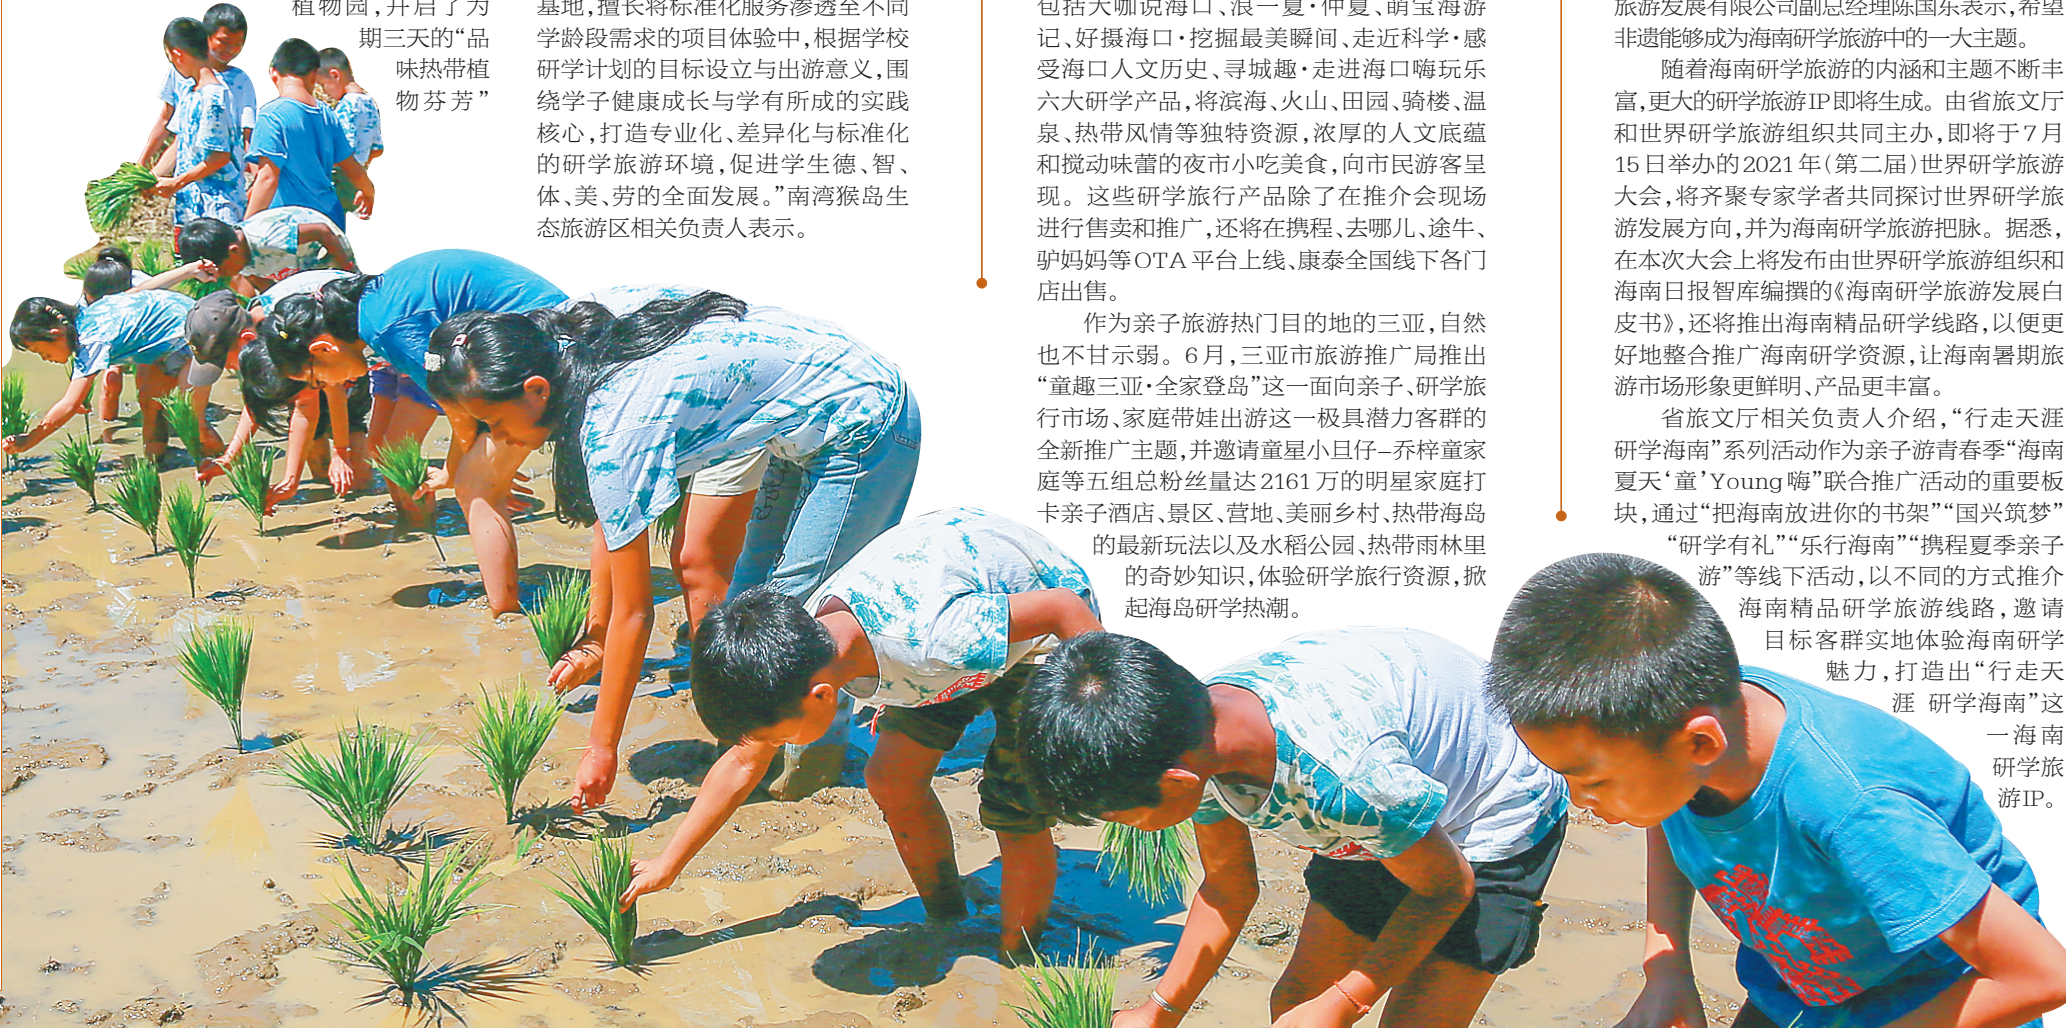 植物园，开启了为
期三天的“品
味热带植
物芬芳”
基地，擅长将标准化服务渗透至不同
学龄段需求的项目体验中，根据学校
研学计划的目标设立与出游意义，围
绕学子健康成长与学有所成的实践
核心，打造专业化、差异化与标准化
的研学旅游环境，促进学生德、智、
体、美、劳的全面发展。”南湾猴岛生
态旅游区相关负责人表示。
包括大咖说海口、浪一夏·仲夏、萌宝海游
记、好摄海口·挖掘最美瞬间、走近科学·感
受海口人文历史、寻城趣·走进海口嗨玩乐
六大研学产品，将滨海、火山、田园、骑楼、温
泉、热带风情等独特资源，浓厚的人文底蕴
和搅动味蕾的夜市小吃美食，向市民游客呈
现。这些研学旅行产品除了在推介会现场
进行售卖和推广，还将在携程、去哪儿、途牛、
驴妈妈等OTA平台上线、康泰全国线下各门
店出售。
作为亲子旅游热门目的地的三亚，自然
也不甘示弱。6月，三亚市旅游推广局推出
“童趣三亚·全家登岛”这一面向亲子、研学旅
行市场、家庭带娃出游这一极具潜力客群的
全新推广主题，并邀请童星小旦仔-乔梓童家
庭等五组总粉丝量达2161万的明星家庭打
卡亲子酒店、景区、营地、美丽乡村、热带海岛
的最新玩法以及水稻公园、热带雨林里
的奇妙知识，体验研学旅行资源，掀
起海岛研学热潮。
旅游发展有限公司副总经理陈国东表示，希望
非遗能够成为海南研学旅游中的一大主题。
随着海南研学旅游的内涵和主题不断丰
富，更大的研学旅游IP即将生成。由省旅文厅
和世界研学旅游组织共同主办，即将于7月
15日举办的2021年（第二届）世界研学旅游
大会，将齐聚专家学者共同探讨世界研学旅
游发展方向，并为海南研学旅游把脉。据悉，
在本次大会上将发布由世界研学旅游组织和
海南日报智库编撰的《海南研学旅游发展白
皮书》，还将推出海南精品研学线路，以便更
好地整合推广海南研学资源，让海南暑期旅
游市场形象更鲜明、产品更丰富。
省旅文厅相关负责人介绍，“行走天涯
研学海南”系列活动作为亲子游青春季“海南
夏天‘童’Young嗨”联合推广活动的重要板
块，通过“把海南放进你的书架”“国兴筑梦”
“研学有礼”“乐行海南”“携程夏季亲子
游”等线下活动，以不同的方式推介
海南精品研学旅游线路，邀请
目标客群实地体验海南研学
魅力，打造出“行走天
涯 研学海南”这
一海南
研学旅
游IP。